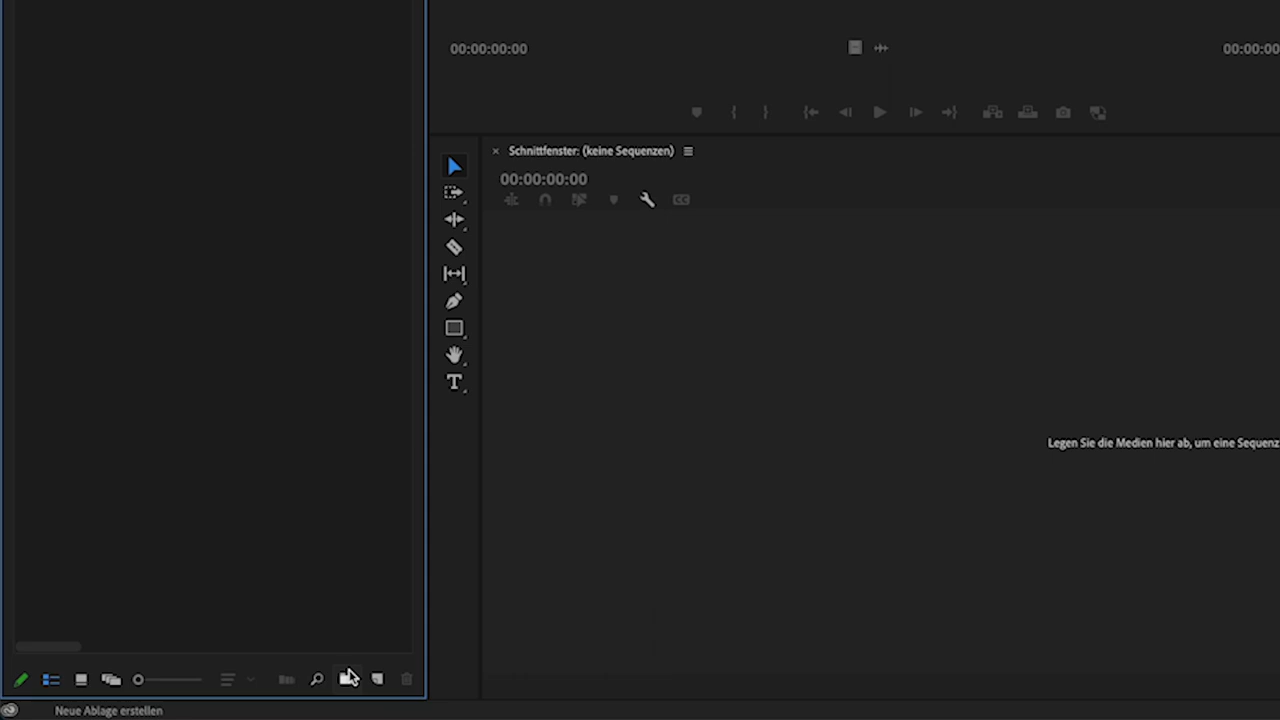 00:00:00:00
00:00:00
Schnittfenster: (keine Sequenzen)
00:00:00:00
CC
T
Legen Sie die Medien hier ab, um eine Sequenz
Neue Ablage erstellen